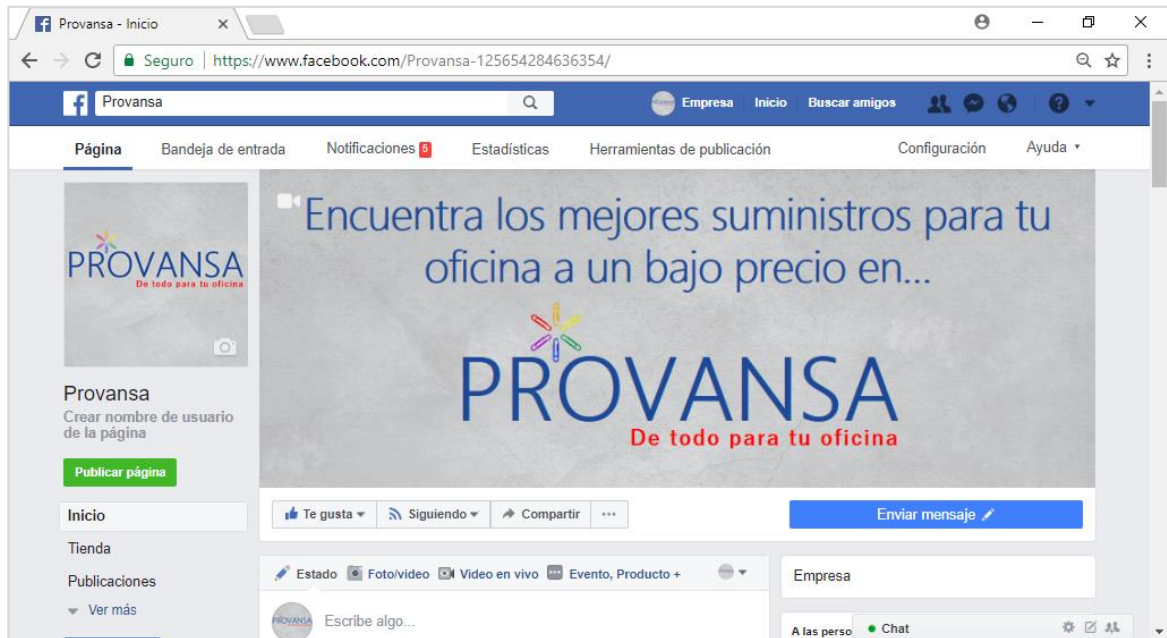 Provansa - Inicio
Seguro | https://www.facebook.com/Provansa-125654284636354/
Provansa
Empresa Inicio Buscar amigos
Página Bandeja de entrada Notificaciones 5 Estadísticas Herramientas de publicación Configuración Ayuda
PROVANSA
De todo para tu oficina
Encuentra los mejores suministros para tu
oficina a un bajo precio en...
PROVANSA
De todo para tu oficina
Provansa
Crear nombre de usuario
de la página
Publicar página
Te gusta Siguiendo Compartir ... Enviar mensaje
Inicio
Tienda
Publicaciones
Ver más
Estado Foto/video Video en vivo Evento, Producto +
PROVANSA
Escribe algo...
Empresa
A las perso
Chat